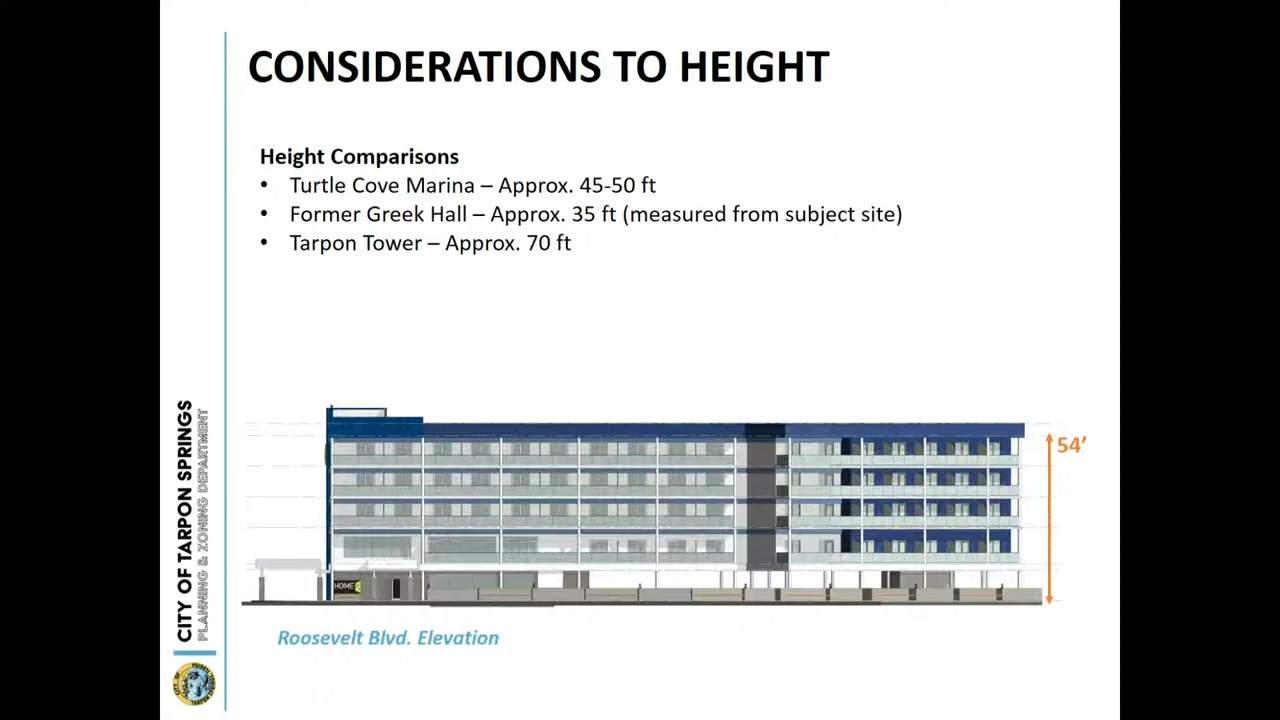 CONSIDERATIONS TO HEIGHT
Height Comparisons
• Turtle Cove Marina – Approx. 45-50 ft
• Former Greek Hall – Approx. 35 ft (measured from subject site)
• Tarpon Tower – Approx. 70 ft
54’
HOME2
Roosevelt Blvd. Elevation
CITY OF TARPON SPRINGS
PLANNING & ZONING DEPARTMENT